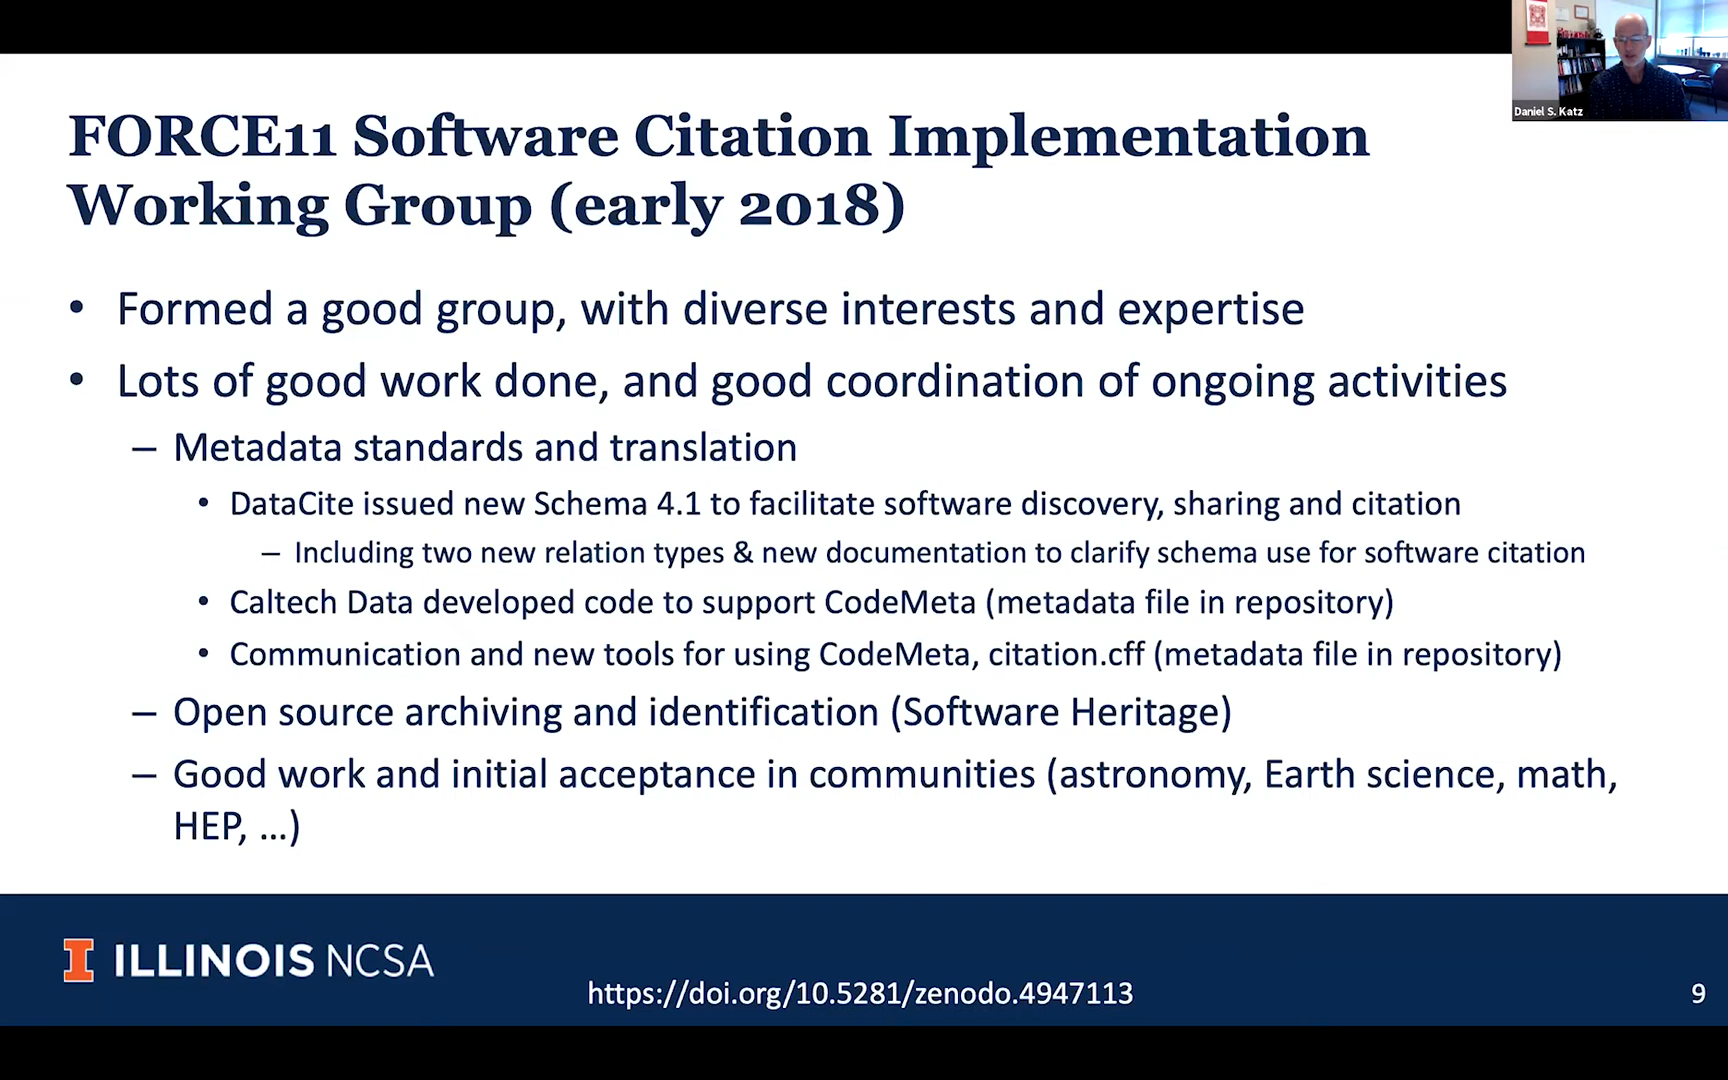 Daniel S. Katz
FORCE11 Software Citation Implementation
Working Group (early 2018)
• Formed a good group, with diverse interests and expertise
• Lots of good work done, and good coordination of ongoing activities
– Metadata standards and translation
• DataCite issued new Schema 4.1 to facilitate software discovery, sharing and citation
– Including two new relation types & new documentation to clarify schema use for software citation
• Caltech Data developed code to support CodeMeta (metadata file in repository)
• Communication and new tools for using CodeMeta, citation.cff (metadata file in repository)
– Open source archiving and identification (Software Heritage)
– Good work and initial acceptance in communities (astronomy, Earth science, math,
HEP, …)
I ILLINOIS NCSA
https://doi.org/10.5281/zenodo.4947113
9